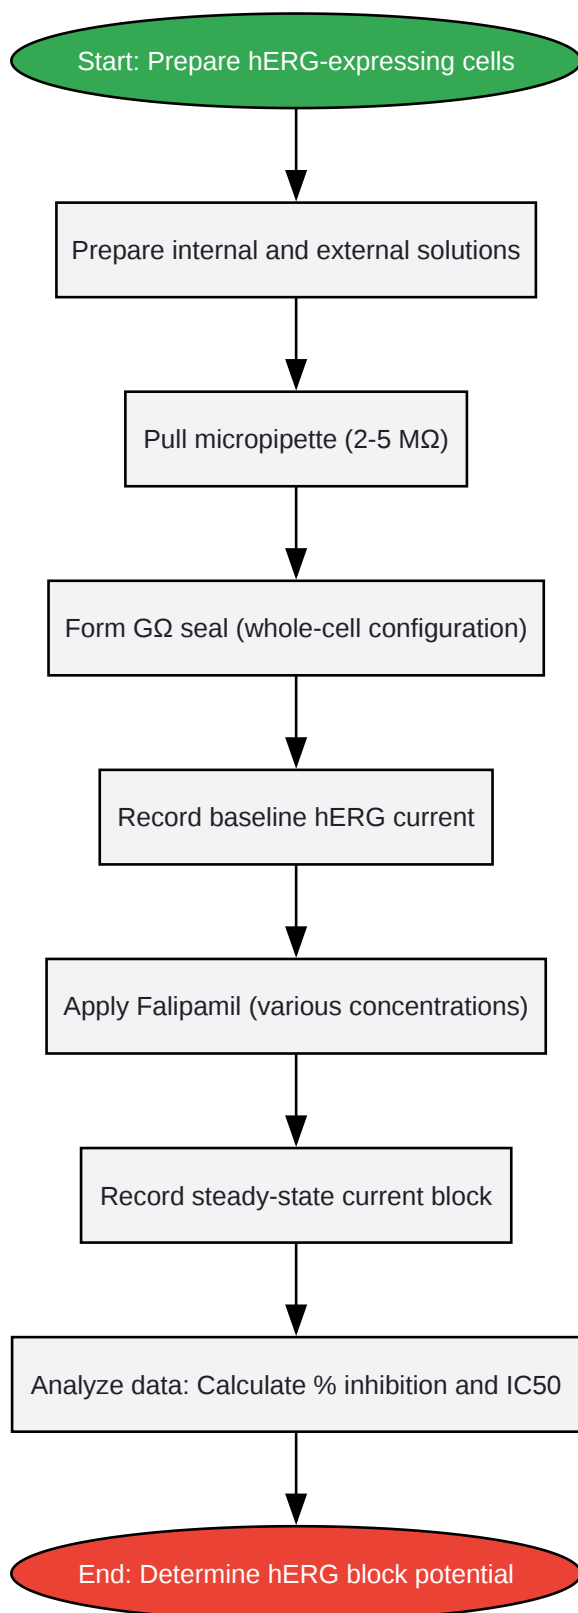 Start: Prepare hERG-expressing cells
Prepare internal and external solutions
Pull micropipette (2-5 MΩ)
Form GΩ seal (whole-cell configuration)
Record baseline hERG current
Apply Falipamil (various concentrations)
Record steady-state current block
Analyze data: Calculate % inhibition and IC50
End: Determine hERG block potential